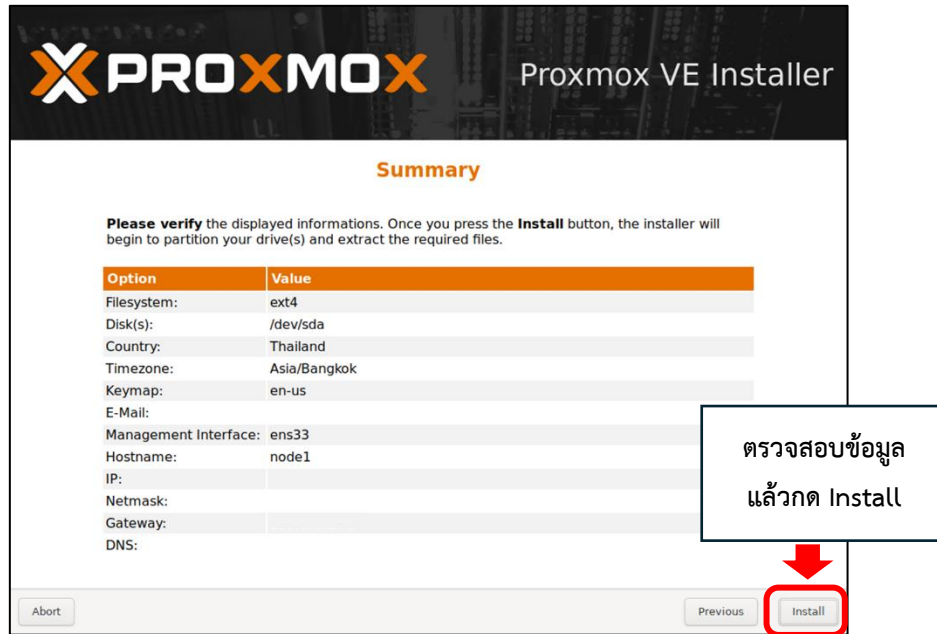 PROXMOX
Proxmox VE Installer
Summary
Please verify the displayed informations. Once you press the Install button, the installer will
begin to partition your drive(s) and extract the required files.
Option Value
Filesystem: ext4
Disk(s): /dev/sda
Country: Thailand
Timezone: Asia/Bangkok
Keymap: en-us
E-Mail:
Management Interface: ens33
Hostname: node1
IP:
Netmask:
Gateway:
DNS:
ตรวจสอบข้อมูล
แล้วกด Install
Abort Previous Install